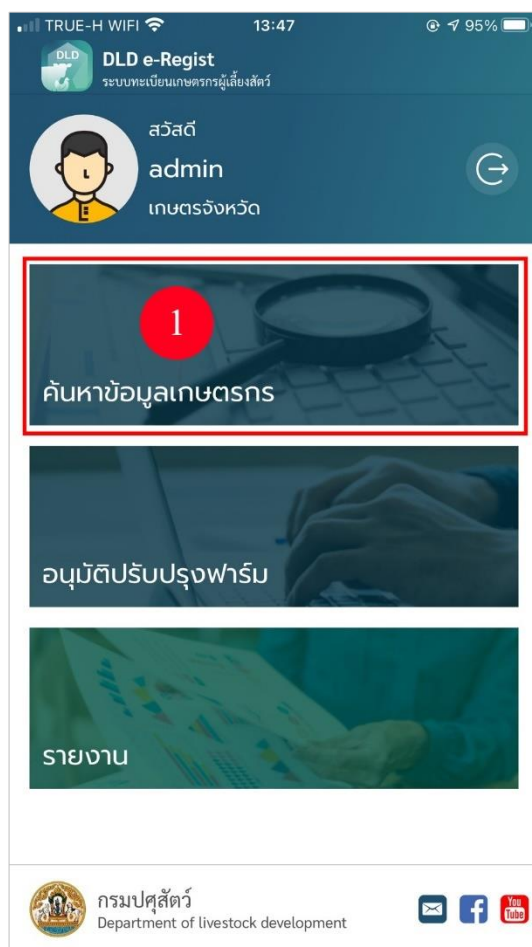 TRUE-H WIFI 13:47 95%
DLD
DLD e-Regist
ระบบทะเบียนเกษตรกรผู้เลี้ยงสัตว์
สวัสดี
admin
เกษตรจังหวัด
1
ค้นหาข้อมูลเกษตรกร
อนุมัติปรับปรุงฟาร์ม
รายงาน
กรมปศุสัตว์
Department of livestock development
You
Tube